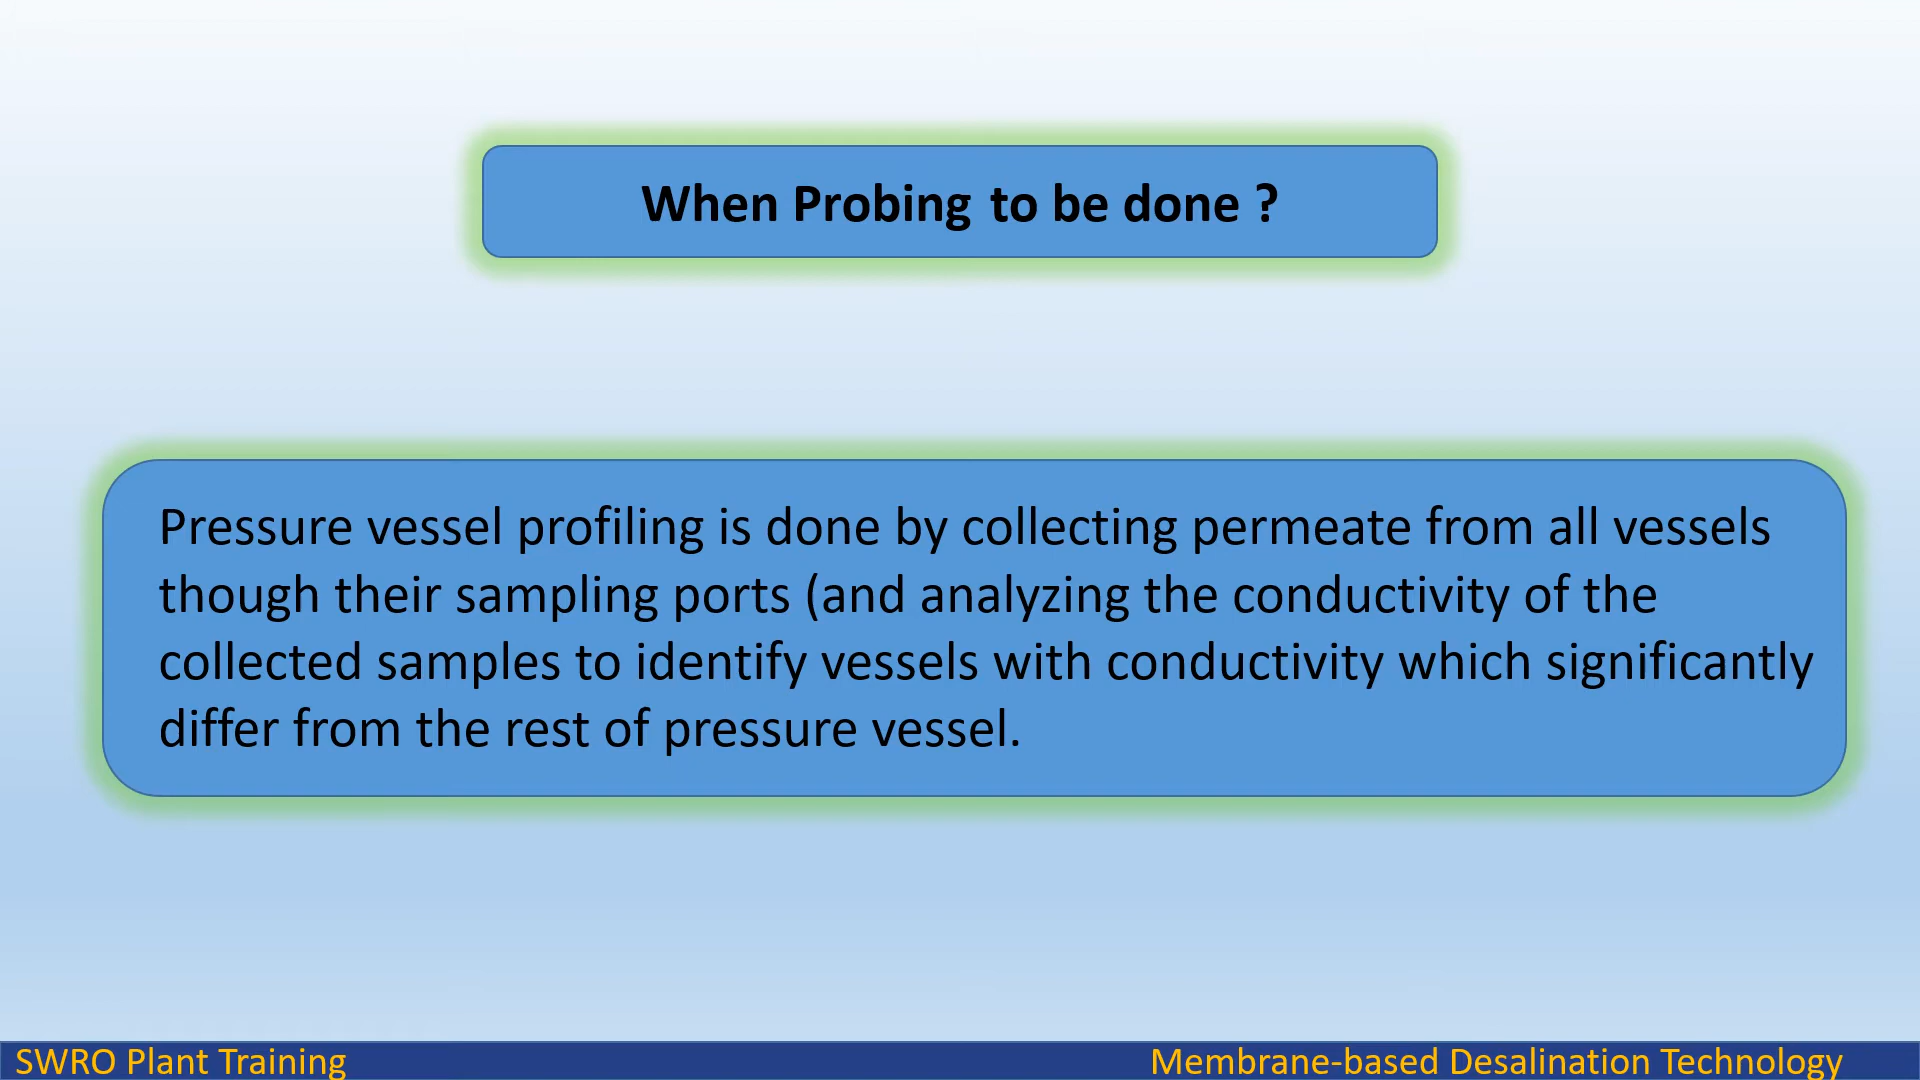 When Probing to be done ?
Pressure vessel profiling is done by collecting permeate from all vessels
though their sampling ports (and analyzing the conductivity of the
collected samples to identify vessels with conductivity which significantly
differ from the rest of pressure vessel.
SWRO Plant Training
Membrane-based Desalination Technology